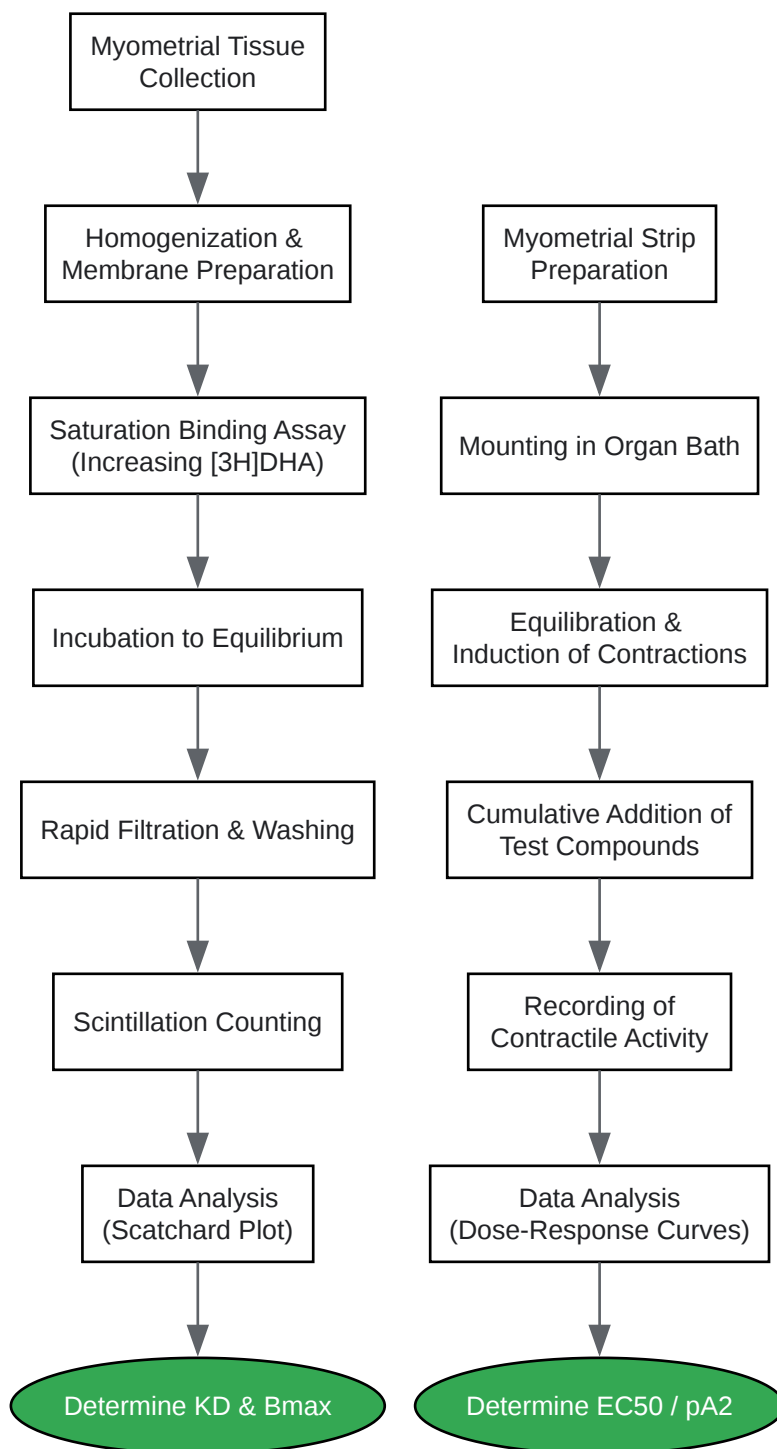 Myometrial Tissue
Collection
Homogenization &
Membrane Preparation
Saturation Binding Assay
(Increasing [3H]DHA)
Incubation to Equilibrium
Rapid Filtration & Washing
Scintillation Counting
Data Analysis
(Scatchard Plot)
Determine KD & Bmax
Myometrial Strip
Preparation
Mounting in Organ Bath
Equilibration &
Induction of Contractions
Cumulative Addition of
Test Compounds
Recording of
Contractile Activity
Data Analysis
(Dose-Response Curves)
Determine EC50 / pA2